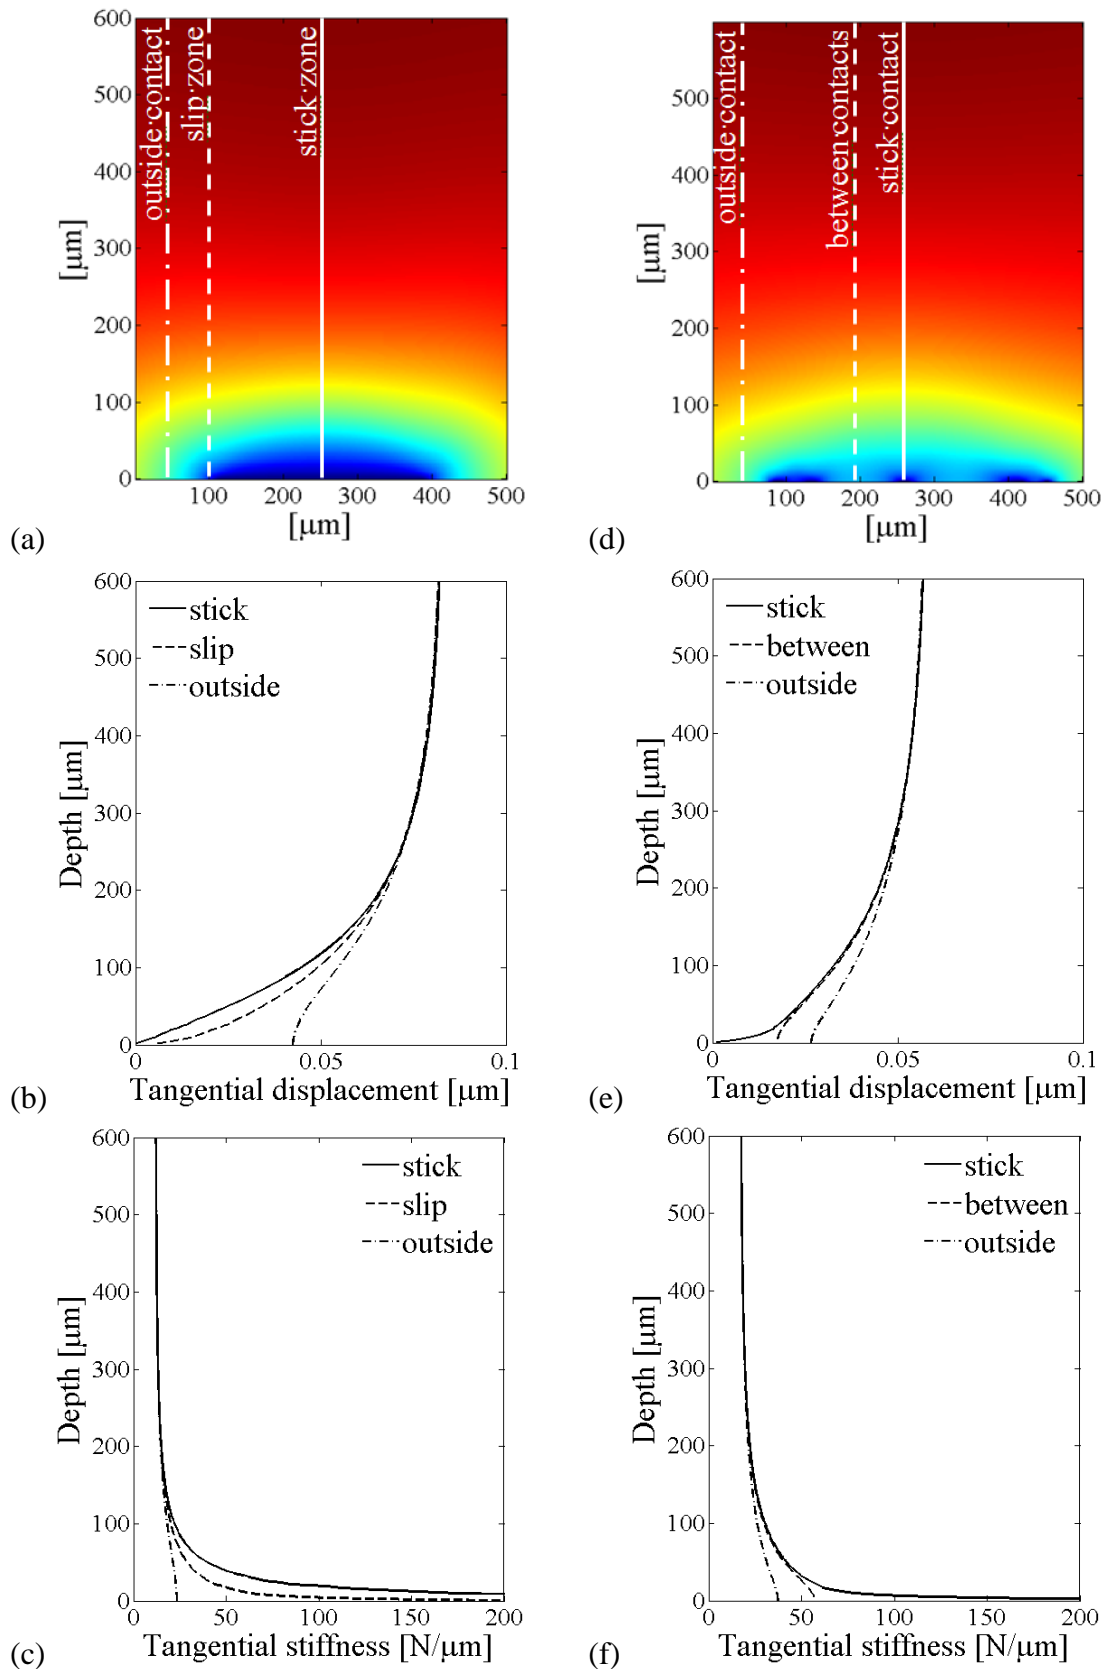 600
500
400
300
200
100
0
[μm]
outside contact
slip zone
stick zone
100 200 300 400 500
[μm]
(a)
600
500
400
300
200
100
0
[μm]
outside contact
between contacts
stick contact
100 200 300 400 500
[μm]
(d)
600
500
400
300
200
100
0
Depth [μm]
stick
slip
outside
0 0.05 0.1
Tangential displacement [μm]
(b)
600
500
400
300
200
100
0
Depth [μm]
stick
between
outside
0 0.05 0.1
Tangential displacement [μm]
(e)
600
500
400
300
200
100
0
Depth [μm]
stick
slip
outside
0 50 100 150 200
Tangential stiffness [N/μm]
(c)
600
500
400
300
200
100
0
Depth [μm]
stick
between
outside
0 50 100 150 200
Tangential stiffness [N/μm]
(f)